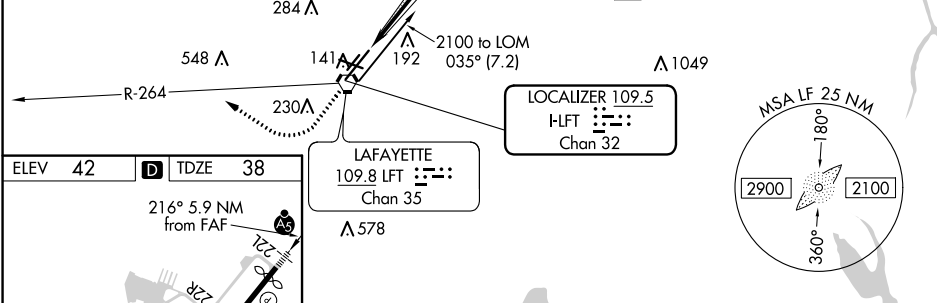 284
548
141
192
2100 to LOM
035° (7.2)
1049
R-264
230
LOCALIZER 109.5
I-LFT
Chan 32
MSA LF 25 NM
180°
2900
2100
360°
LAFAYETTE
109.8 LFT
Chan 35
578
ELEV 42 D TDZE 38
216° 5.9 NM
from FAF
A5
22L
22R
P